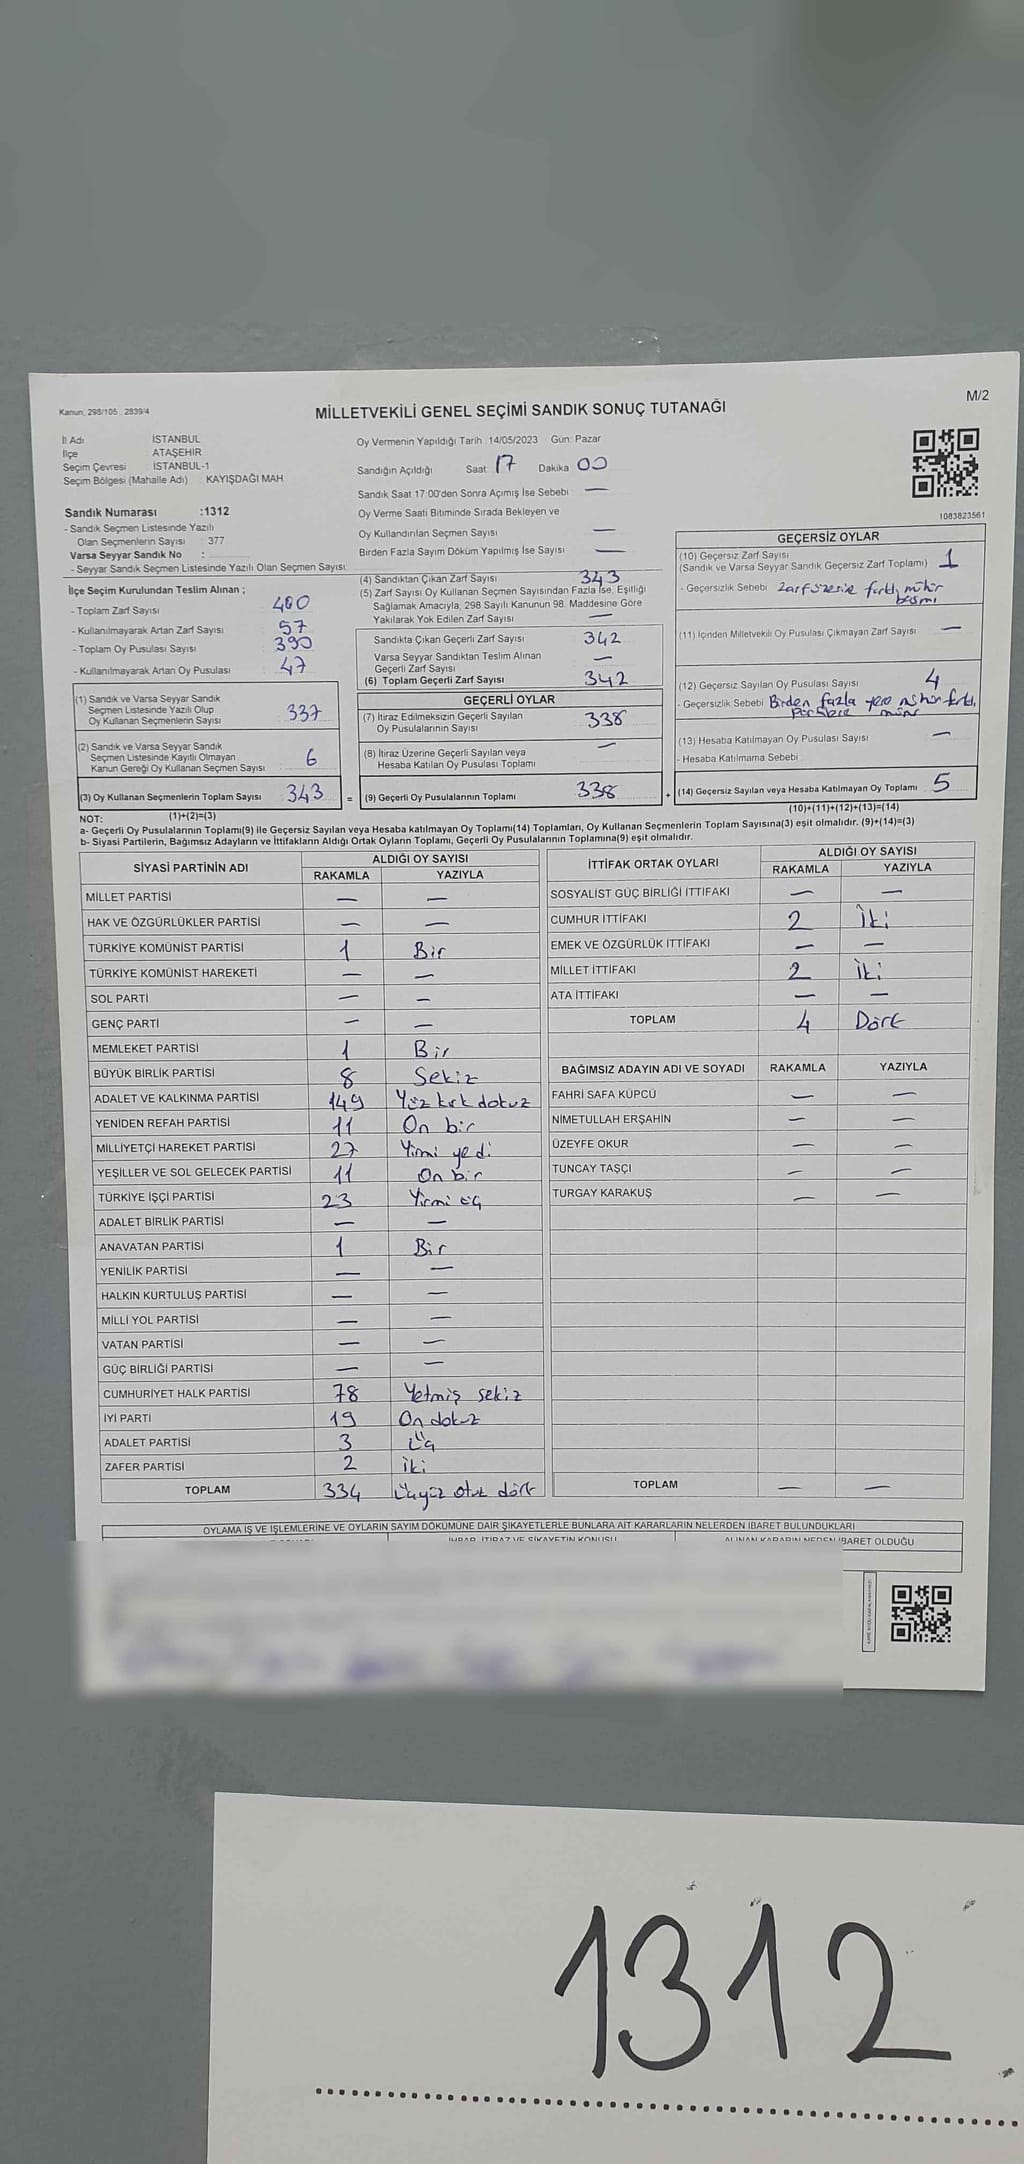 Kanun, 298/105 , 2839/4
M/2
MİLLETVEKİLİ GENEL SEÇİMİ SANDIK SONUÇ TUTANAĞI
İl Adı İSTANBUL
İlçe ATAŞEHİR
Seçim Çevresi İSTANBUL-1
Seçim Bölgesi (Mahalle Adı) KAYIŞDAĞI MAH
Sandık Numarası :1312
- Sandık Seçmen Listesinde Yazılı
Olan Seçmenlerin Sayısı : 377
Varsa Seyyar Sandık No :
- Seyyar Sandık Seçmen Listesinde Yazılı Olan Seçmen Sayısı
Oy Vermenin Yapıldığı Tarih :14/05/2023 Gün: Pazar
Sandığın Açıldığı Saat: 17 Dakika 00
Sandık Saat 17:00'den Sonra Açımış İse Sebebi —
Oy Verme Saati Bitiminde Sırada Bekleyen ve
Oy Kullandırılan Seçmen Sayısı —
Birden Fazla Sayım Döküm Yapılmış İse Sayısı —
1083823561
İlçe Seçim Kurulundan Teslim Alınan ;
- Toplam Zarf Sayısı 400
- Kullanılmayarak Artan Zarf Sayısı 57
- Toplam Oy Pusulası Sayısı 390
- Kullanılmayarak Artan Oy Pusulası 47
(1) Sandık ve Varsa Seyyar Sandık
Seçmen Listesinde Yazılı Olup
Oy Kullanan Seçmenlerin Sayısı 337
(2) Sandık ve Varsa Seyyar Sandık
Seçmen Listesinde Kayıtlı Olmayan
Kanun Gereği Oy Kullanan Seçmen Sayısı 6
(3) Oy Kullanan Seçmenlerin Toplam Sayısı 343 =
(1)+(2)=(3)
(4) Sandıktan Çıkan Zarf Sayısı 343
(5) Zarf Sayısı Oy Kullanan Seçmen Sayısından Fazla İse, Eşitliği
Sağlamak Amacıyla, 298 Sayılı Kanunun 98. Maddesine Göre
Yakılarak Yok Edilen Zarf Sayısı —
Sandıkta Çıkan Geçerli Zarf Sayısı 342
Varsa Seyyar Sandıktan Teslim Alınan
Geçerli Zarf Sayısı —
(6) Toplam Geçerli Zarf Sayısı 342
GEÇERLİ OYLAR
(7) İtiraz Edilmeksizin Geçerli Sayılan
Oy Pusulalarının Sayısı 338
(8) İtiraz Üzerine Geçerli Sayılan veya
Hesaba Katılan Oy Pusulası Toplamı —
(9) Geçerli Oy Pusulalarının Toplamı 338 +
GEÇERSİZ OYLAR
(10) Geçersiz Zarf Sayısı
(Sandık ve Varsa Seyyar Sandık Geçersiz Zarf Toplamı) 1
- Geçersizlik Sebebi Zarf üzerine farklı mühür
basımı
(11) İçinden Milletvekili Oy Pusulası Çıkmayan Zarf Sayısı —
(12) Geçersiz Sayılan Oy Pusulası Sayısı 4
- Geçersizlik Sebebi Birden fazla yere
(13) Hesaba Katılmayan Oy Pusulası Sayısı —
- Hesaba Katılmama Sebebi
(14) Geçersiz Sayılan veya Hesaba Katılmayan Oy Toplamı 5
(10)+(11)+(12)+(13)=(14)
NOT:
a- Geçerli Oy Pusulalarının Toplamı(9) ile Geçersiz Sayılan veya Hesaba katılmayan Oy Toplamı(14) Toplamları, Oy Kullanan Seçmenlerin Toplam Sayısına(3) eşit olmalıdır. (9)+(14)=(3)
b- Siyasi Partilerin, Bağımsız Adayların ve İttifakların Aldığı Ortak Oyların Toplamı, Geçerli Oy Pusulalarının Toplamına(9) eşit olmalıdır.
SİYASİ PARTİNİN ADI ALDIĞI OY SAYISI
RAKAMLA YAZIYLA
MİLLET PARTİSİ — —
HAK VE ÖZGÜRLÜKLER PARTİSİ — —
TÜRKİYE KOMÜNİST PARTİSİ 1 Bir
TÜRKİYE KOMÜNİST HAREKETİ — —
SOL PARTİ — —
GENÇ PARTİ — —
MEMLEKET PARTİSİ 1 Bir
BÜYÜK BİRLİK PARTİSİ 8 Sekiz
ADALET VE KALKINMA PARTİSİ 149 Yüz kırk dokuz
YENİDEN REFAH PARTİSİ 11 On bir
MİLLİYETÇİ HAREKET PARTİSİ 27 Yirmi yedi
YEŞİLLER VE SOL GELECEK PARTİSİ 11 On bir
TÜRKİYE İŞÇİ PARTİSİ 23 Yirmi üç
ADALET BİRLİK PARTİSİ — —
ANAVATAN PARTİSİ 1 Bir
YENİLİK PARTİSİ — —
HALKIN KURTULUŞ PARTİSİ — —
MİLLİ YOL PARTİSİ — —
VATAN PARTİSİ — —
GÜÇ BİRLİĞİ PARTİSİ — —
CUMHURİYET HALK PARTİSİ 78 Yetmiş sekiz
İYİ PARTİ 19 On dokuz
ADALET PARTİSİ 3 Üç
ZAFER PARTİSİ 2 İki
TOPLAM 334 Üçyüz otuz dört
İTTİFAK ORTAK OYLARI ALDIĞI OY SAYISI
RAKAMLA YAZIYLA
SOSYALİST GÜÇ BİRLİĞİ İTTİFAKI — —
CUMHUR İTTİFAKI 2 İki
EMEK VE ÖZGÜRLÜK İTTİFAKI — —
MİLLET İTTİFAKI 2 İki
ATA İTTİFAKI — —
TOPLAM 4 Dört
BAĞIMSIZ ADAYIN ADI VE SOYADI RAKAMLA YAZIYLA
FAHRİ SAFA KÜPCÜ — —
NİMETULLAH ERŞAHİN — —
ÜZEYFE OKUR — —
TUNCAY TAŞÇI — —
TURGAY KARAKUŞ — —
TOPLAM — —
OYLAMA İŞ VE İŞLEMLERİNE VE OYLARIN SAYIM DÖKÜMÜNE DAİR ŞİKAYETLERLE BUNLARA AİT KARARLARIN NELERDEN İBARET BULUNDUKLARI
İHBAR, İTİRAZ VE ŞİKAYETİN KONUSU ALINAN KARARIN NEDEN İBARET OLDUĞU
1312